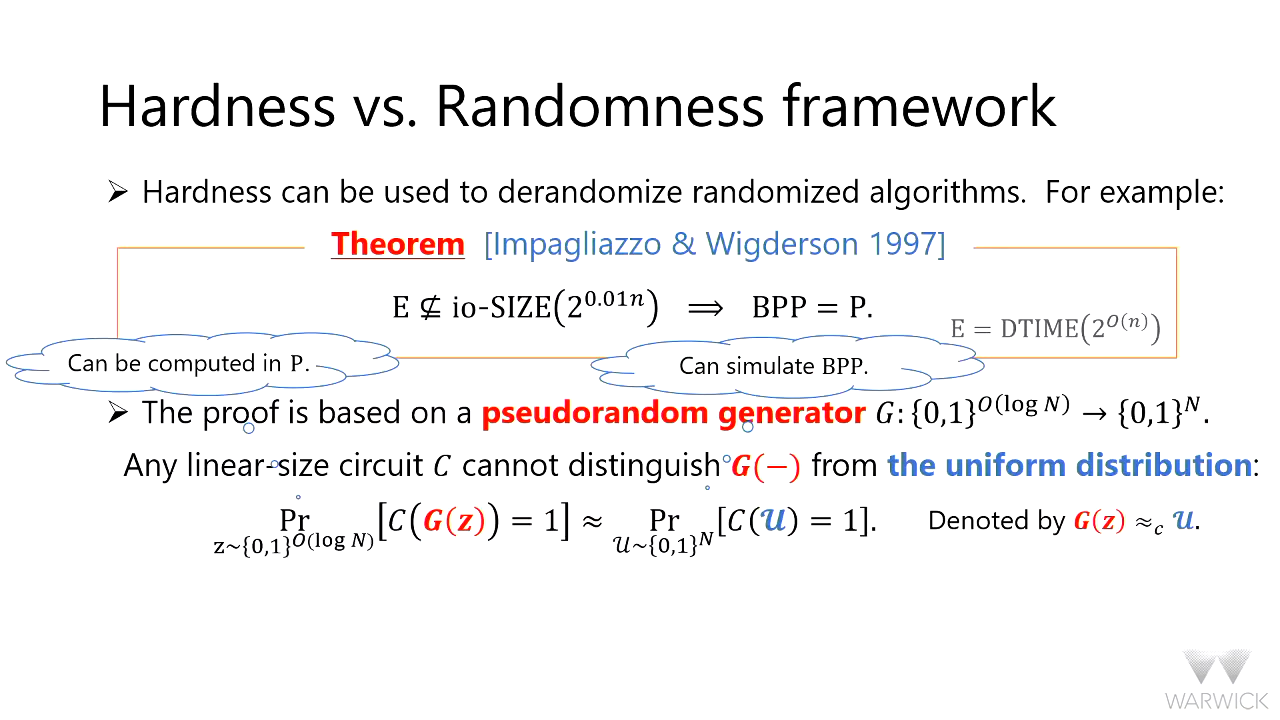 Hardness vs. Randomness framework
➢ Hardness can be used to derandomize randomized algorithms. For example:
Theorem [Impagliazzo & Wigderson 1997]
E ⊈ io-SIZE(2^{0.01n}) ⟹ BPP = P.
E = DTIME(2^{O(n)})
Can be computed in P.
Can simulate BPP.
➢ The proof is based on a pseudorandom generator G: {0,1}^{O(log N)} → {0,1}^N.
Any linear-size circuit C cannot distinguish G(−) from the uniform distribution:
Pr_{z~{0,1}^{O(log N)}} [C(G(z)) = 1] ≈ Pr_{𝒰~{0,1}^N} [C(𝒰) = 1]. Denoted by G(z) ≈_c 𝒰.
WARWICK